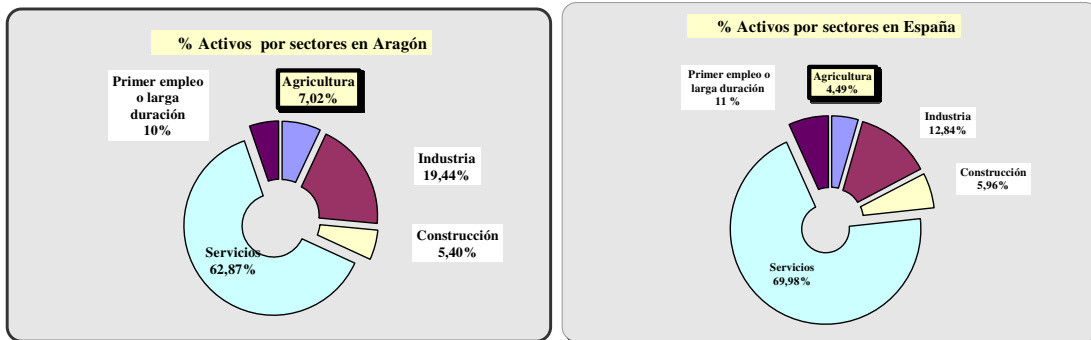 % Activos por sectores en Aragón
Primer empleo o
o larga
duración
10%
Agricultura
7,02%
Industria
19,44%
Construcción
5,40%
Servicios
62,87%
% Activos por sectores en España
Primer empleo o
larga duración
11 %
Agricultura
4,49%
Industria
12,84%
Construcción
5,96%
Servicios
69,98%